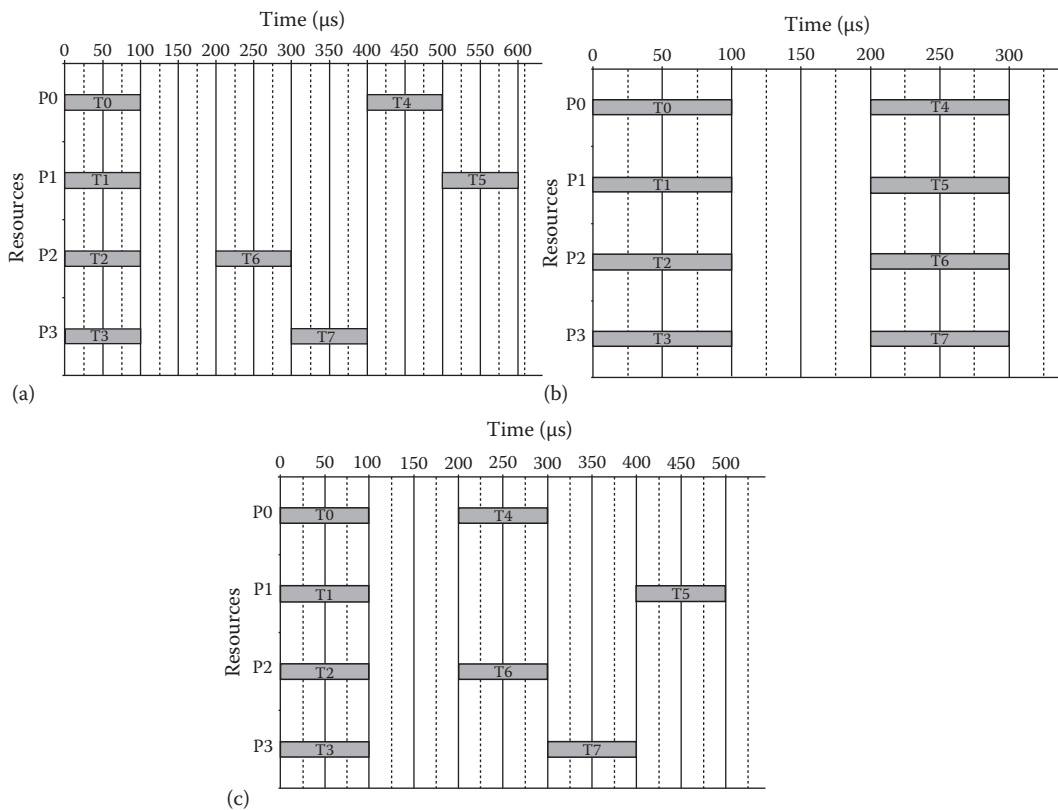 Time (µs)
0 50 100 150 200 250 300 350 400 450 500 550 600
Resources
P0 T0 T4
P1 T1 T5
P2 T2 T6
P3 T3 T7
(a)
Time (µs)
0 50 100 150 200 250 300
Resources
P0 T0 T4
P1 T1 T5
P2 T2 T6
P3 T3 T7
(b)
Time (µs)
0 50 100 150 200 250 300 350 400 450 500
Resources
P0 T0 T4
P1 T1 T5
P2 T2 T6
P3 T3 T7
(c)